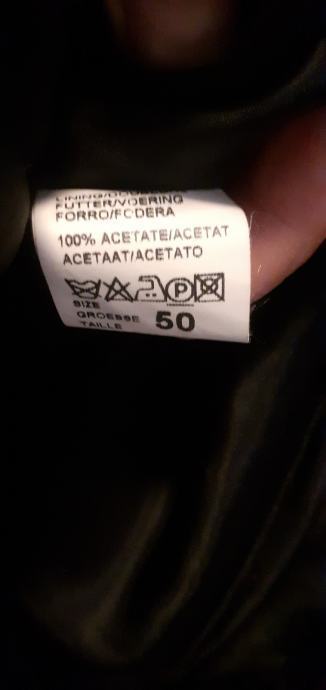 FUTTER/VOERING
FORRO/FODERA
100% ACETATE/ACETAT
ACETAAT/ACETATO
P
SIZE
GROESSE
TAILLE 50